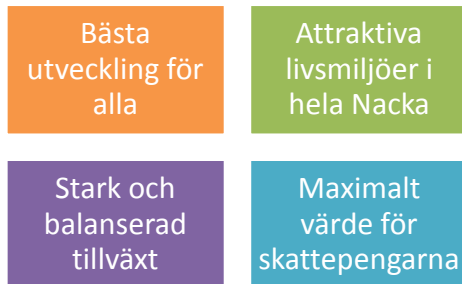 Bästa
utveckling för
alla
Attraktiva
livsmiljöer i
hela Nacka
Stark och
balanserad
tillväxt
Maximalt
värde för
skattepengarna